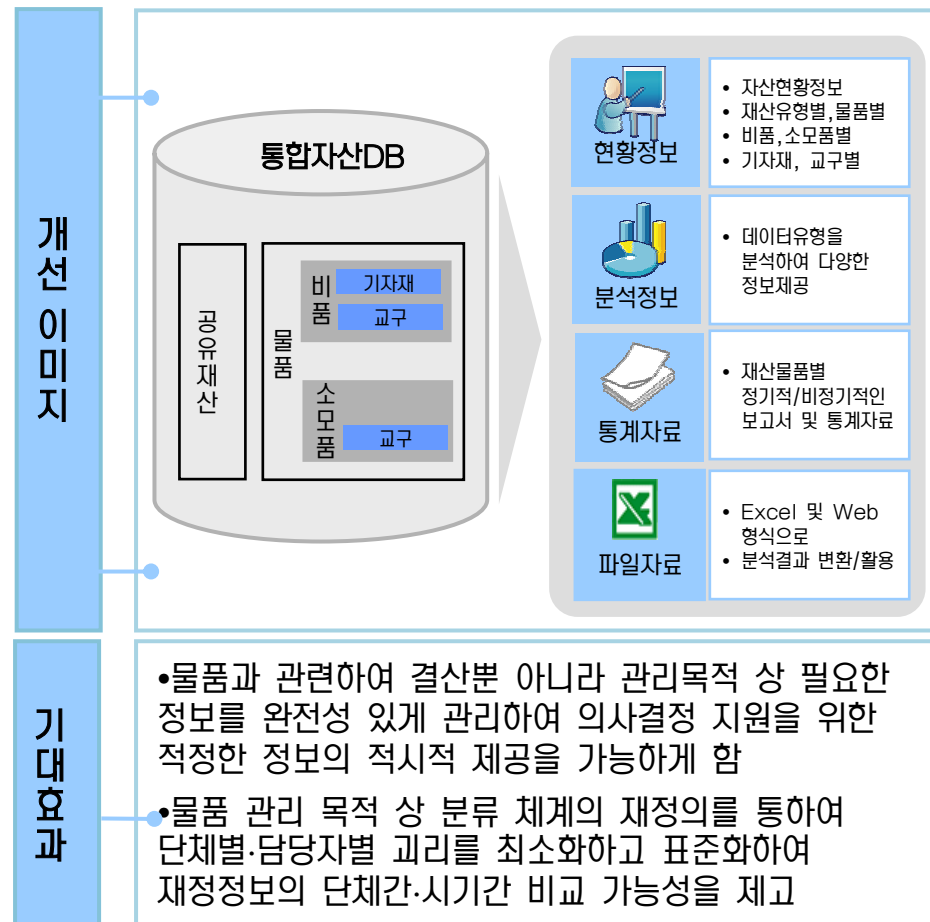 개선 이미지
통합자산DB
공유재산
물품
비품
기자재
교구
소모품
교구
현황정보
• 자산현황정보
• 재산유형별,물품별
• 비품,소모품별
• 기자재, 교구별
분석정보
• 데이터유형을
분석하여 다양한
정보제공
통계자료
• 재산물품별
정기적/비정기적인
보고서 및 통계자료
파일자료
• Excel 및 Web
형식으로
• 분석결과 변환/활용
기대효과
•물품과 관련하여 결산뿐 아니라 관리목적 상 필요한
정보를 완전성 있게 관리하여 의사결정 지원을 위한
적정한 정보의 적시적 제공을 가능하게 함
•물품 관리 목적 상 분류 체계의 재정의를 통하여
단체별·담당자별 괴리를 최소화하고 표준화하여
재정정보의 단체간·시기간 비교 가능성을 제고